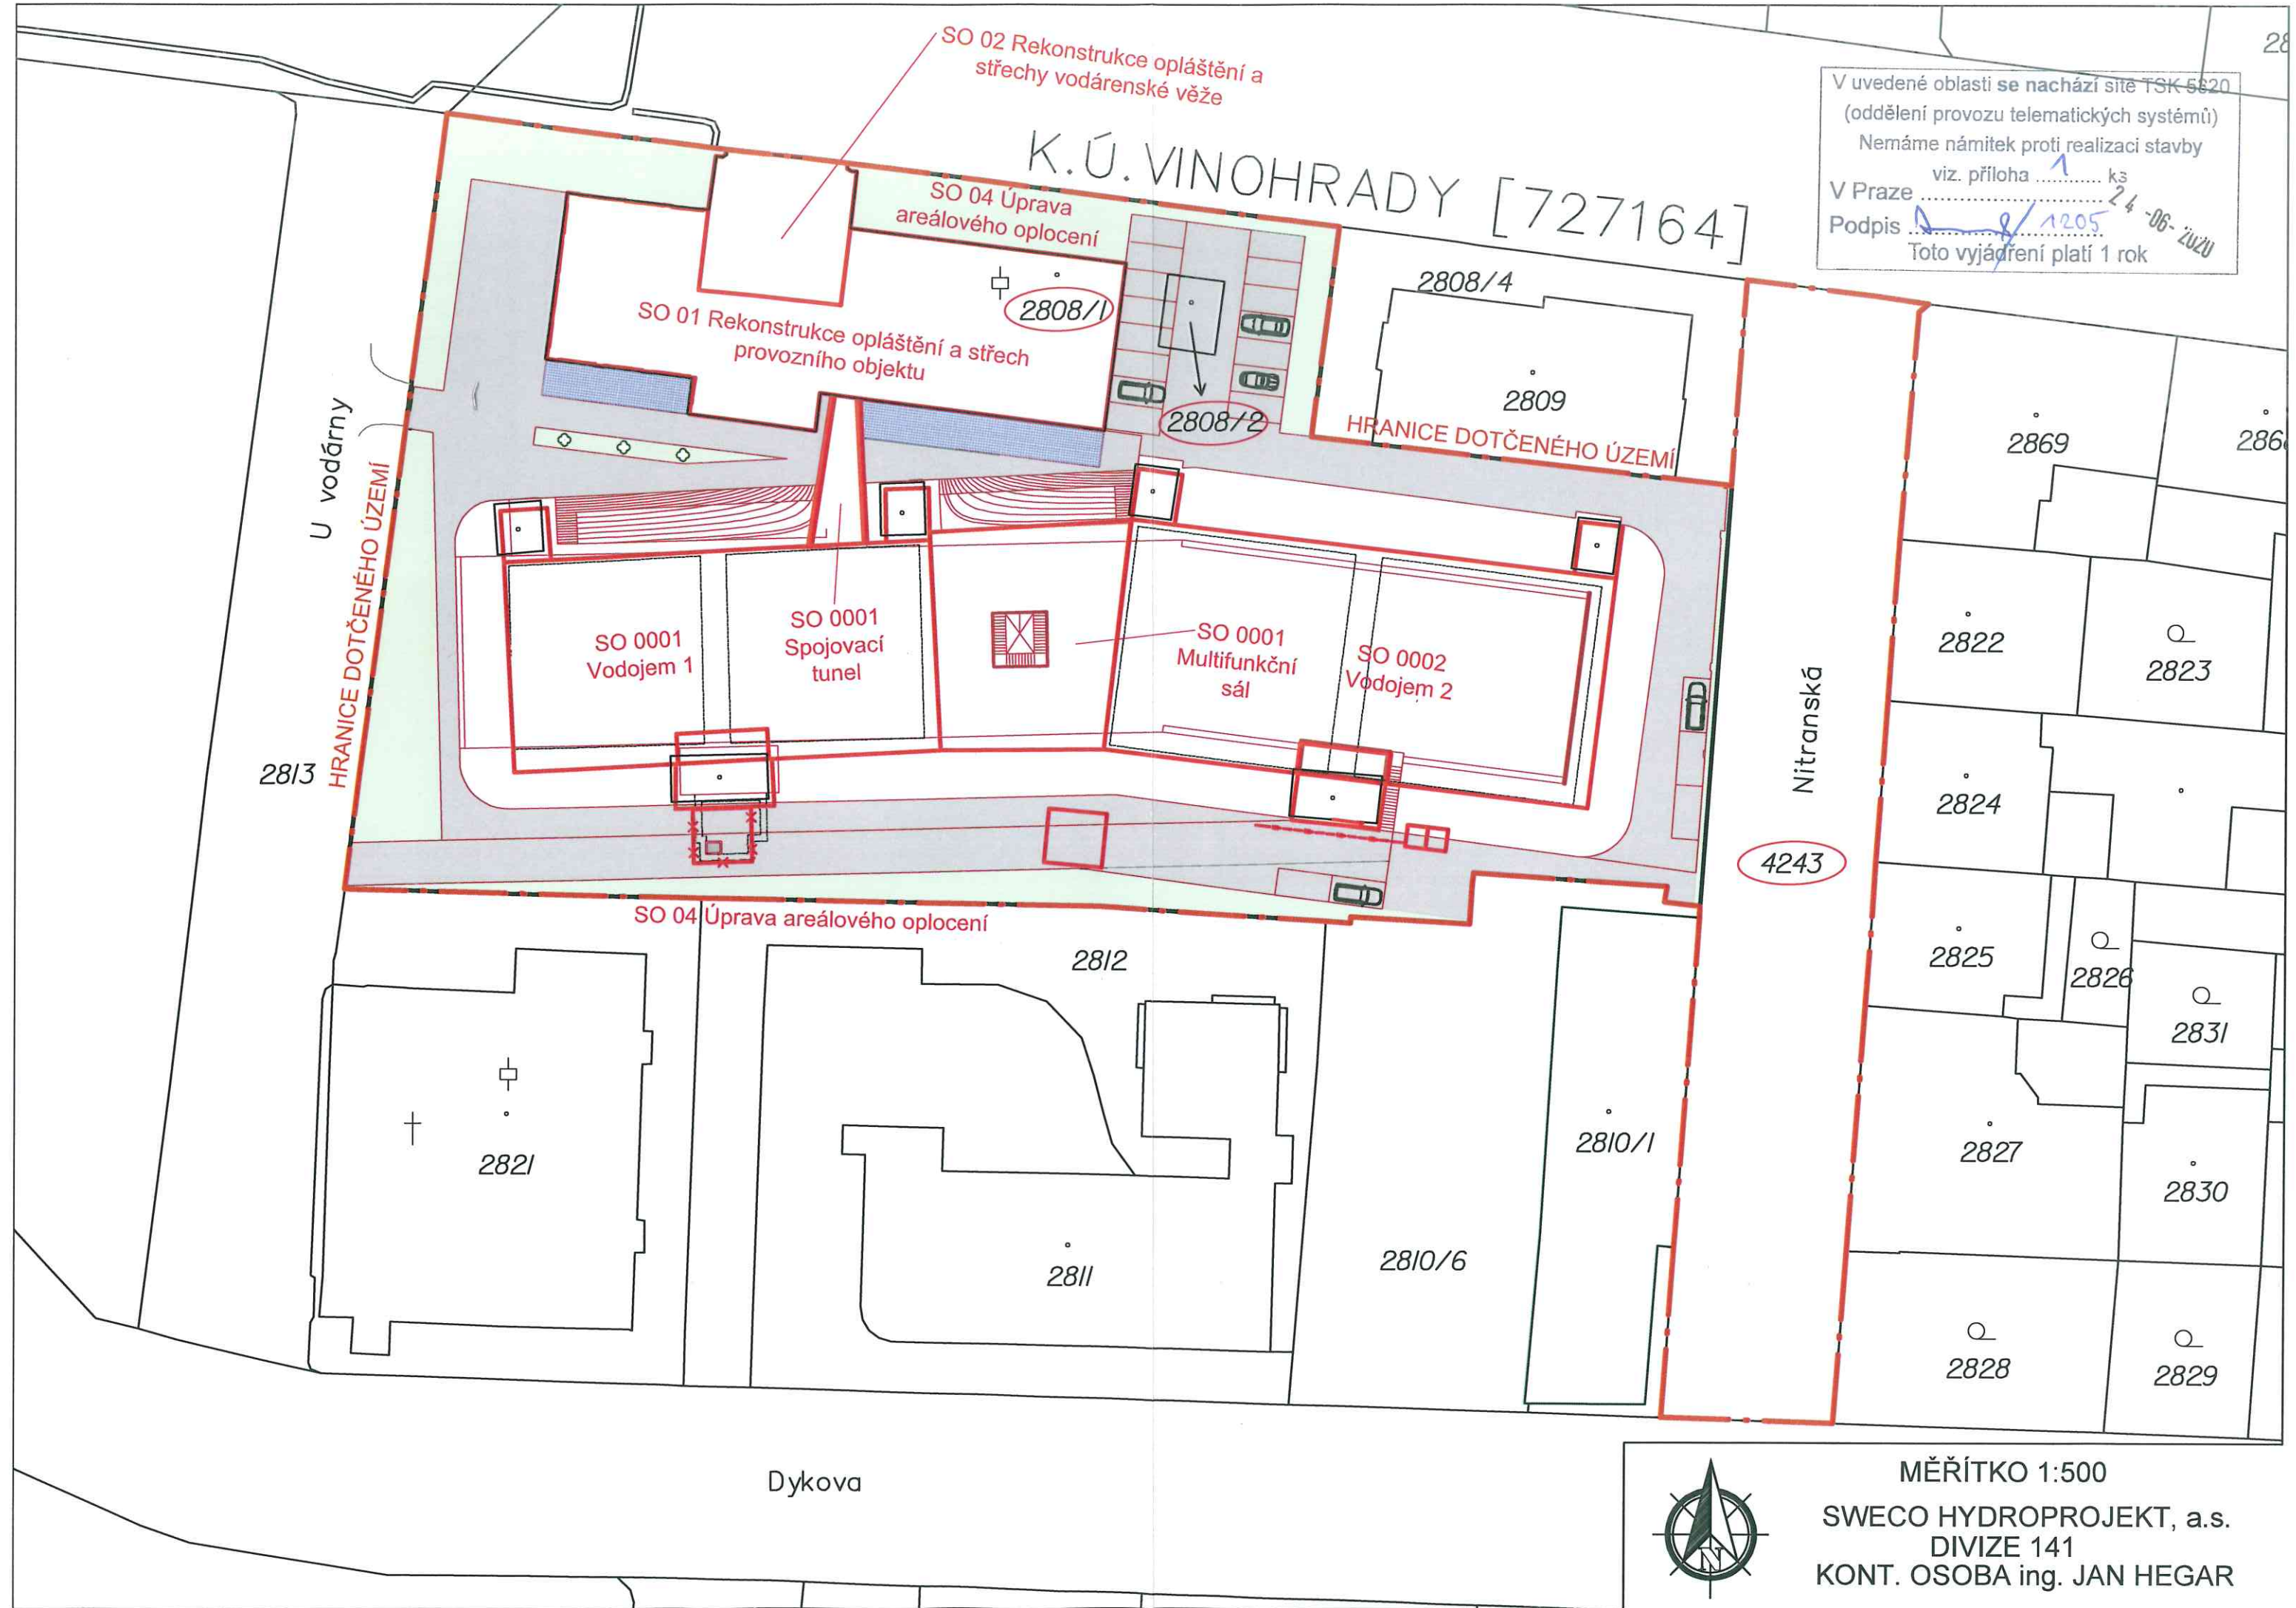 SO 02 Rekonstrukce opláštění a
střechy vodárenské věže
K.Ú. VINOHRADY [727164]
28
V uvedené oblasti se nachází sítě TSK 5820
(oddělení provozu telematických systémů)
Nemáme námitek proti realizaci stavby
viz. příloha 1 ks
V Praze 24 -06- 2020
Podpis 1205
Toto vyjádření platí 1 rok
SO 04 Úprava
areálového oplocení
2808/1
SO 01 Rekonstrukce opláštění a střech
provozního objektu
2808/2
2808/4
2809
HRANICE DOTČENÉHO ÚZEMÍ
2869
286
U vodárny
HRANICE DOTČENÉHO ÚZEMÍ
2813
SO 0001
Vodojem 1
SO 0001
Spojovací
tunel
SO 0001
Multifunkční
sál
SO 0002
Vodojem 2
Nitranská
4243
2822
2823
2824
2825
2826
2831
2827
2830
2828
2829
SO 04 Úprava areálového oplocení
2812
2821
2811
2810/6
2810/1
Dykova
N
MĚŘÍTKO 1:500
SWECO HYDROPROJEKT, a.s.
DIVIZE 141
KONT. OSOBA ing. JAN HEGAR